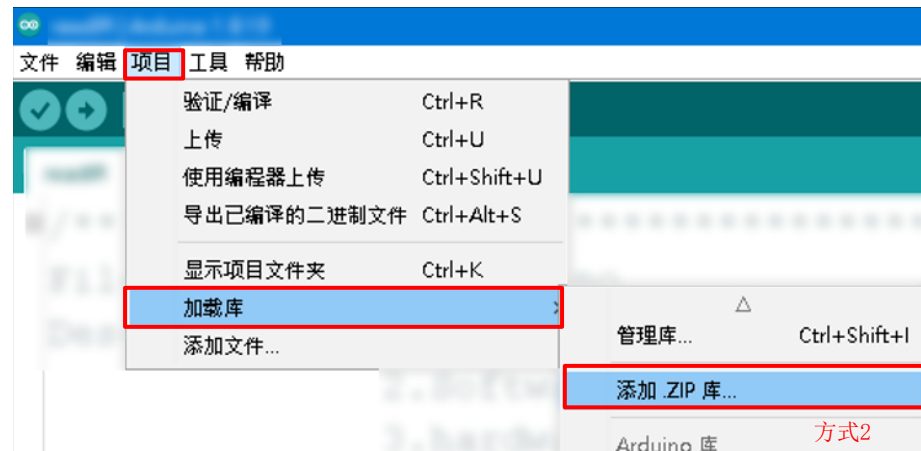 文件 编辑 项目 工具 帮助
验证/编译 Ctrl+R
上传 Ctrl+U
使用编程器上传 Ctrl+Shift+U
导出已编译的二进制文件 Ctrl+Alt+S
显示项目文件夹 Ctrl+K
加载库
管理库... Ctrl+Shift+I
添加文件...
添加 .ZIP 库...
方式2
Arduino 库